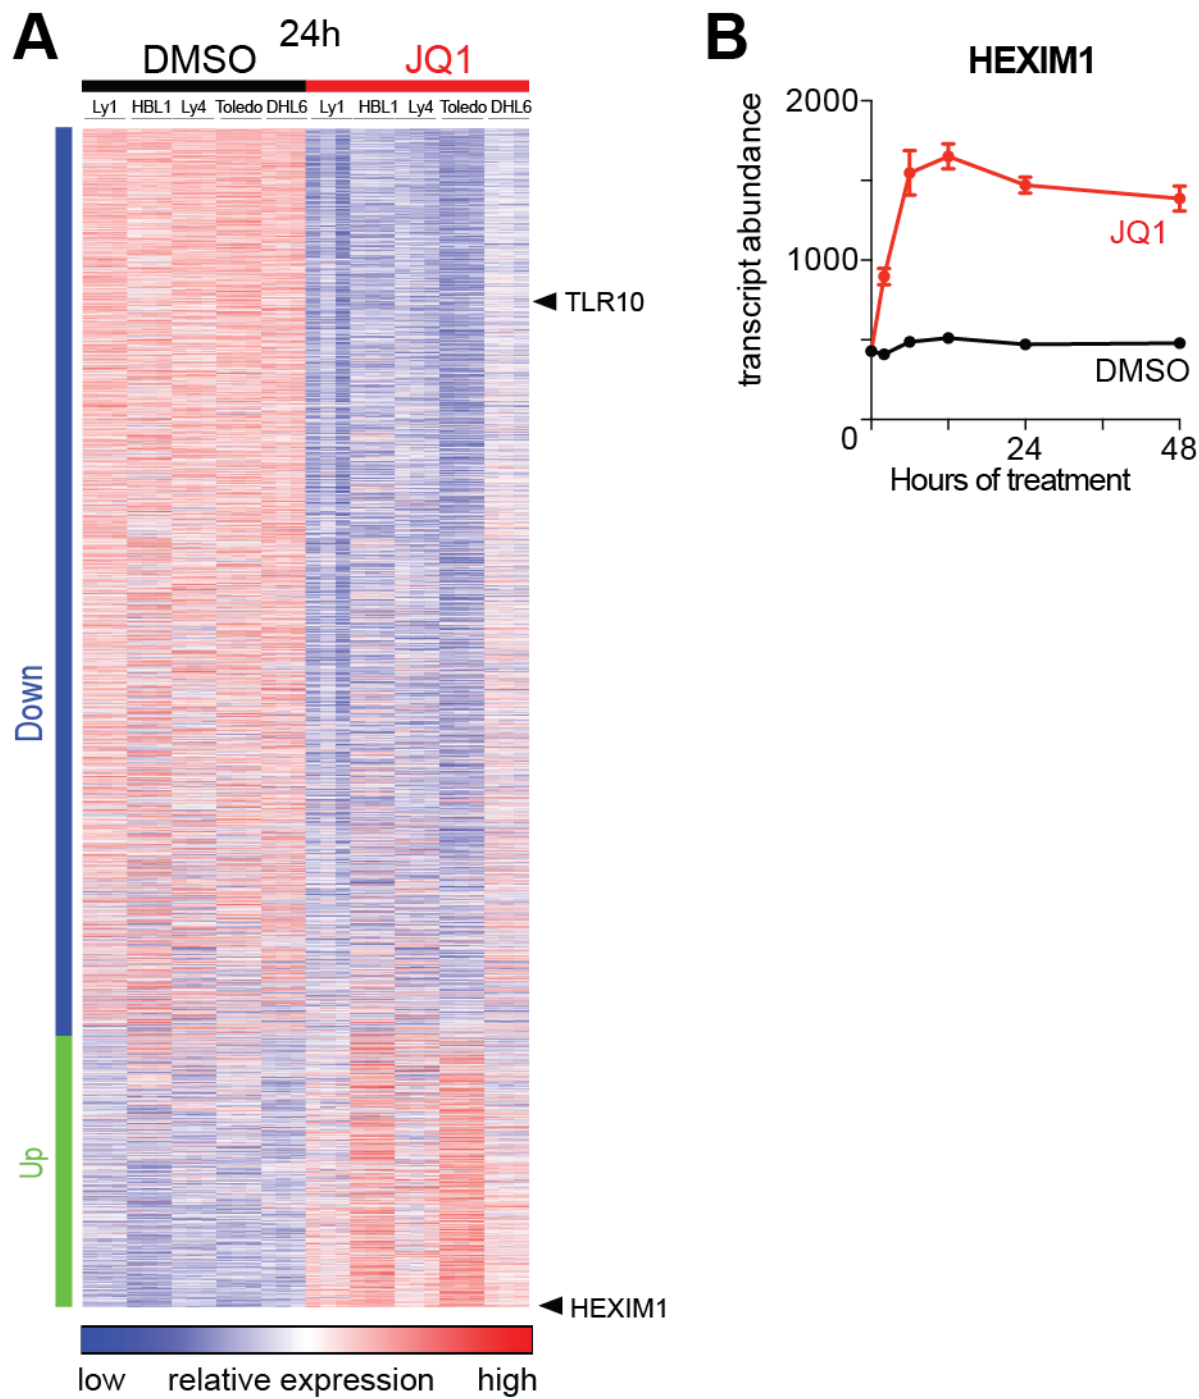 A
24h
DMSO JQ1
Ly1 HBL1 Ly4 Toledo DHL6 Ly1 HBL1 Ly4 Toledo DHL6
TLR10
Down
Up
HEXIM1
low relative expression high
B
HEXIM1
2000
1000
0
transcript abundance
JQ1
DMSO
24 48
Hours of treatment